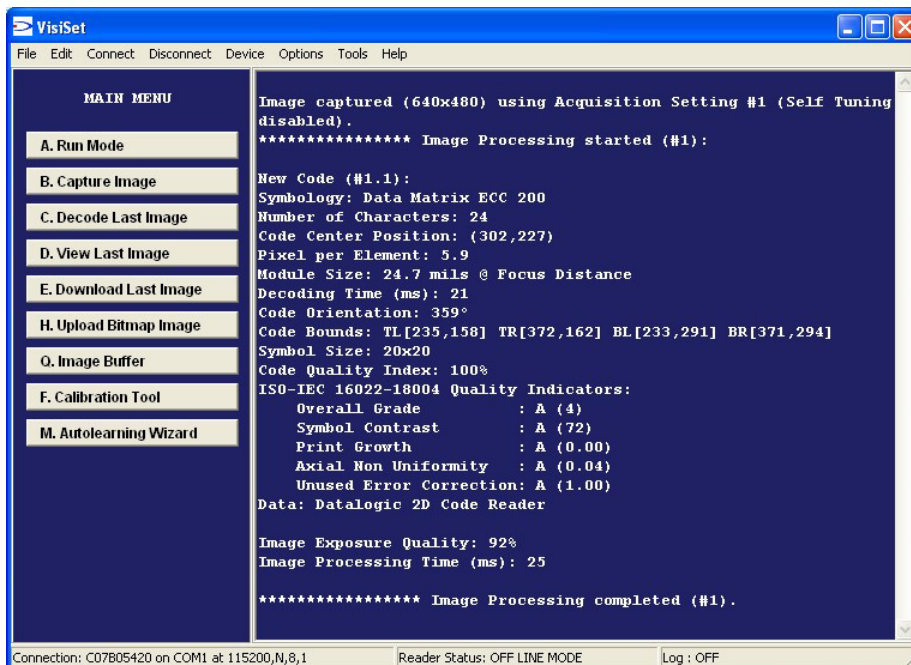 VisiSet
File Edit Connect Disconnect Device Options Tools Help
MAIN MENU
A. Run Mode
B. Capture Image
C. Decode Last Image
D. View Last Image
E. Download Last Image
H. Upload Bitmap Image
Q. Image Buffer
F. Calibration Tool
M. Autolearning Wizard
Image captured (640x480) using Acquisition Setting #1 (Self Tuning
disabled).
**************** Image Processing started (#1):
New Code (#1.1):
Symbology: Data Matrix ECC 200
Number of Characters: 24
Code Center Position: (302,227)
Pixel per Element: 5.9
Module Size: 24.7 mils @ Focus Distance
Decoding Time (ms): 21
Code Orientation: 359°
Code Bounds: TL[235,158] TR[372,162] BL[233,291] BR[371,294]
Symbol Size: 20x20
Code Quality Index: 100%
ISO-IEC 16022-18004 Quality Indicators:
Overall Grade : A (4)
Symbol Contrast : A (72)
Print Growth : A (0.00)
Axial Non Uniformity : A (0.04)
Unused Error Correction: A (1.00)
Data: Datalogic 2D Code Reader
Image Exposure Quality: 92%
Image Processing Time (ms): 25
***************** Image Processing completed (#1).
Connection: C07B05420 on COM1 at 115200,N,8,1
Reader Status: OFF LINE MODE
Log : OFF